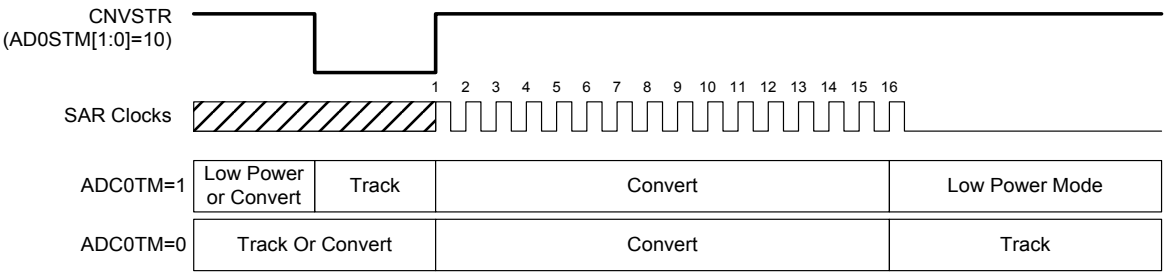 CNVSTR
(AD0STM[1:0]=10)
1 2 3 4 5 6 7 8 9 10 11 12 13 14 15 16
SAR Clocks
ADC0TM=1
Low Power
or Convert
Track
Convert
Low Power Mode
ADC0TM=0
Track Or Convert
Convert
Track